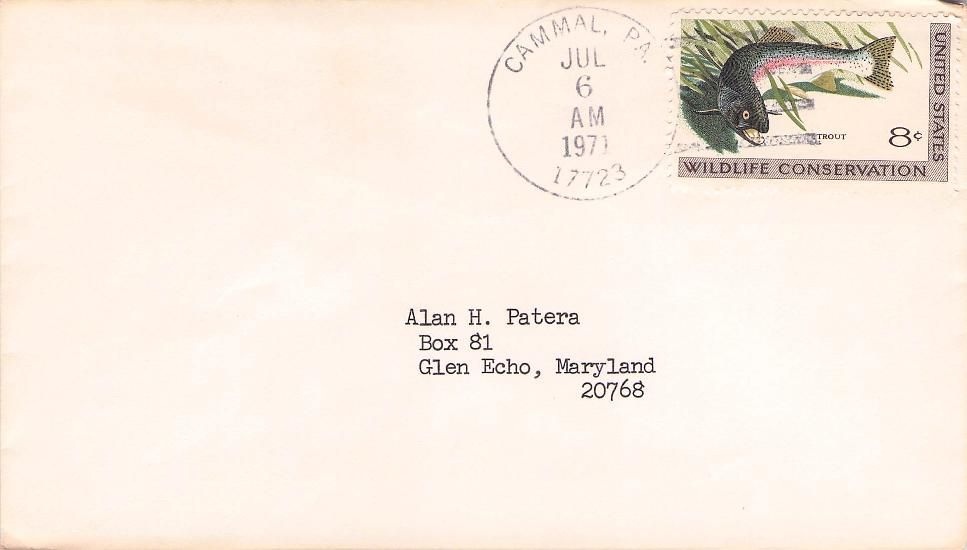 CAMMAL, PA.
JUL
6
AM
1971
17723
UNITED STATES
TROUT
8¢
WILDLIFE CONSERVATION
Alan H. Patera
Box 81
Glen Echo, Maryland
20768